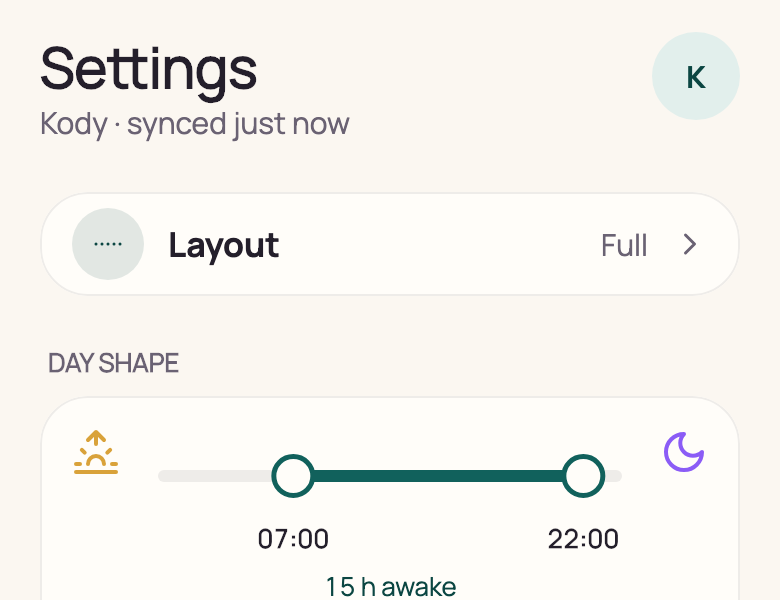 Settings
K
Kody · synced just now
Layout
Full
DAY SHAPE
07:00
22:00
15 h awake